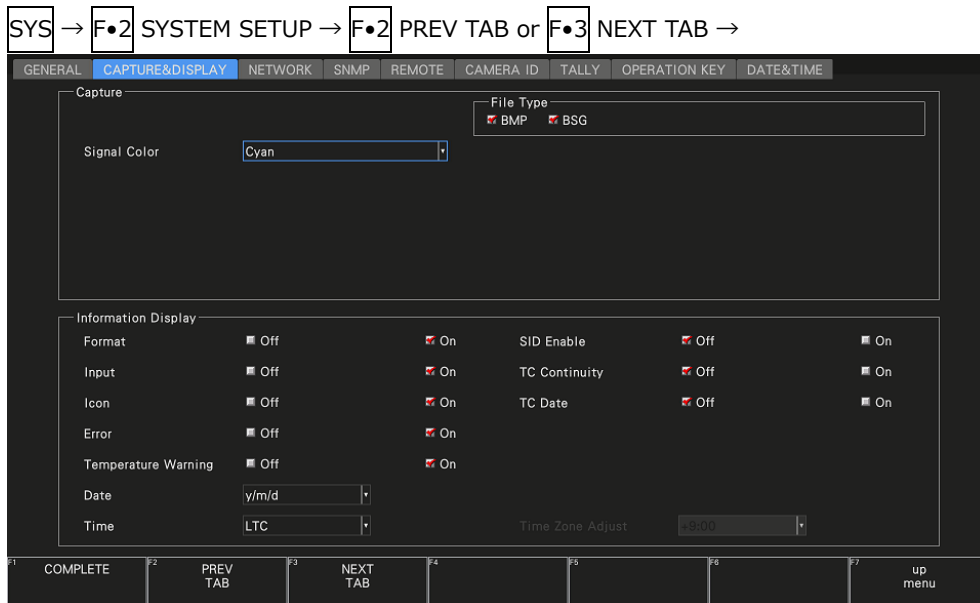 SYS → F•2 SYSTEM SETUP → F•2 PREV TAB or F•3 NEXT TAB →
GENERAL CAPTURE&DISPLAY NETWORK SNMP REMOTE CAMERA ID TALLY OPERATION KEY DATE&TIME
Capture
File Type
BMP BSG
Signal Color Cyan
Information Display
Format Off On SID Enable Off On
Input Off On TC Continuity Off On
Icon Off On TC Date Off On
Error Off On
Temperature Warning Off On
Date y/m/d
Time LTC Time Zone Adjust +9:00
F1 COMPLETE F2 PREV TAB F3 NEXT TAB F4 F5 F6 F7 up menu